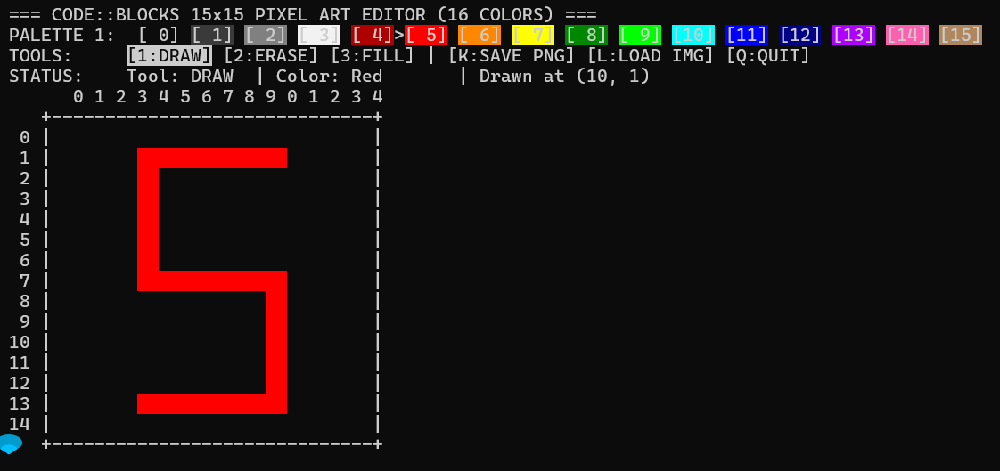 === CODE::BLOCKS 15x15 PIXEL ART EDITOR (16 COLORS) ===
PALETTE 1:  [ 0] [ 1] [ 2] [ 3] [ 4]>[ 5] [ 6] [ 7] [ 8] [ 9] [10] [11] [12] [13] [14] [15]
TOOLS:     [1:DRAW] [2:ERASE] [3:FILL] | [K:SAVE PNG] [L:LOAD IMG] [Q:QUIT]
STATUS:    Tool: DRAW  | Color: Red       | Drawn at (10, 1)
0 1 2 3 4 5 6 7 8 9 0 1 2 3 4
+------------------------------+
0 |                              |
1 |                              |
2 |                              |
3 |                              |
4 |                              |
5 |                              |
6 |                              |
7 |                              |
8 |                              |
9 |                              |
10 |                              |
11 |                              |
12 |                              |
13 |                              |
14 |                              |
+------------------------------+